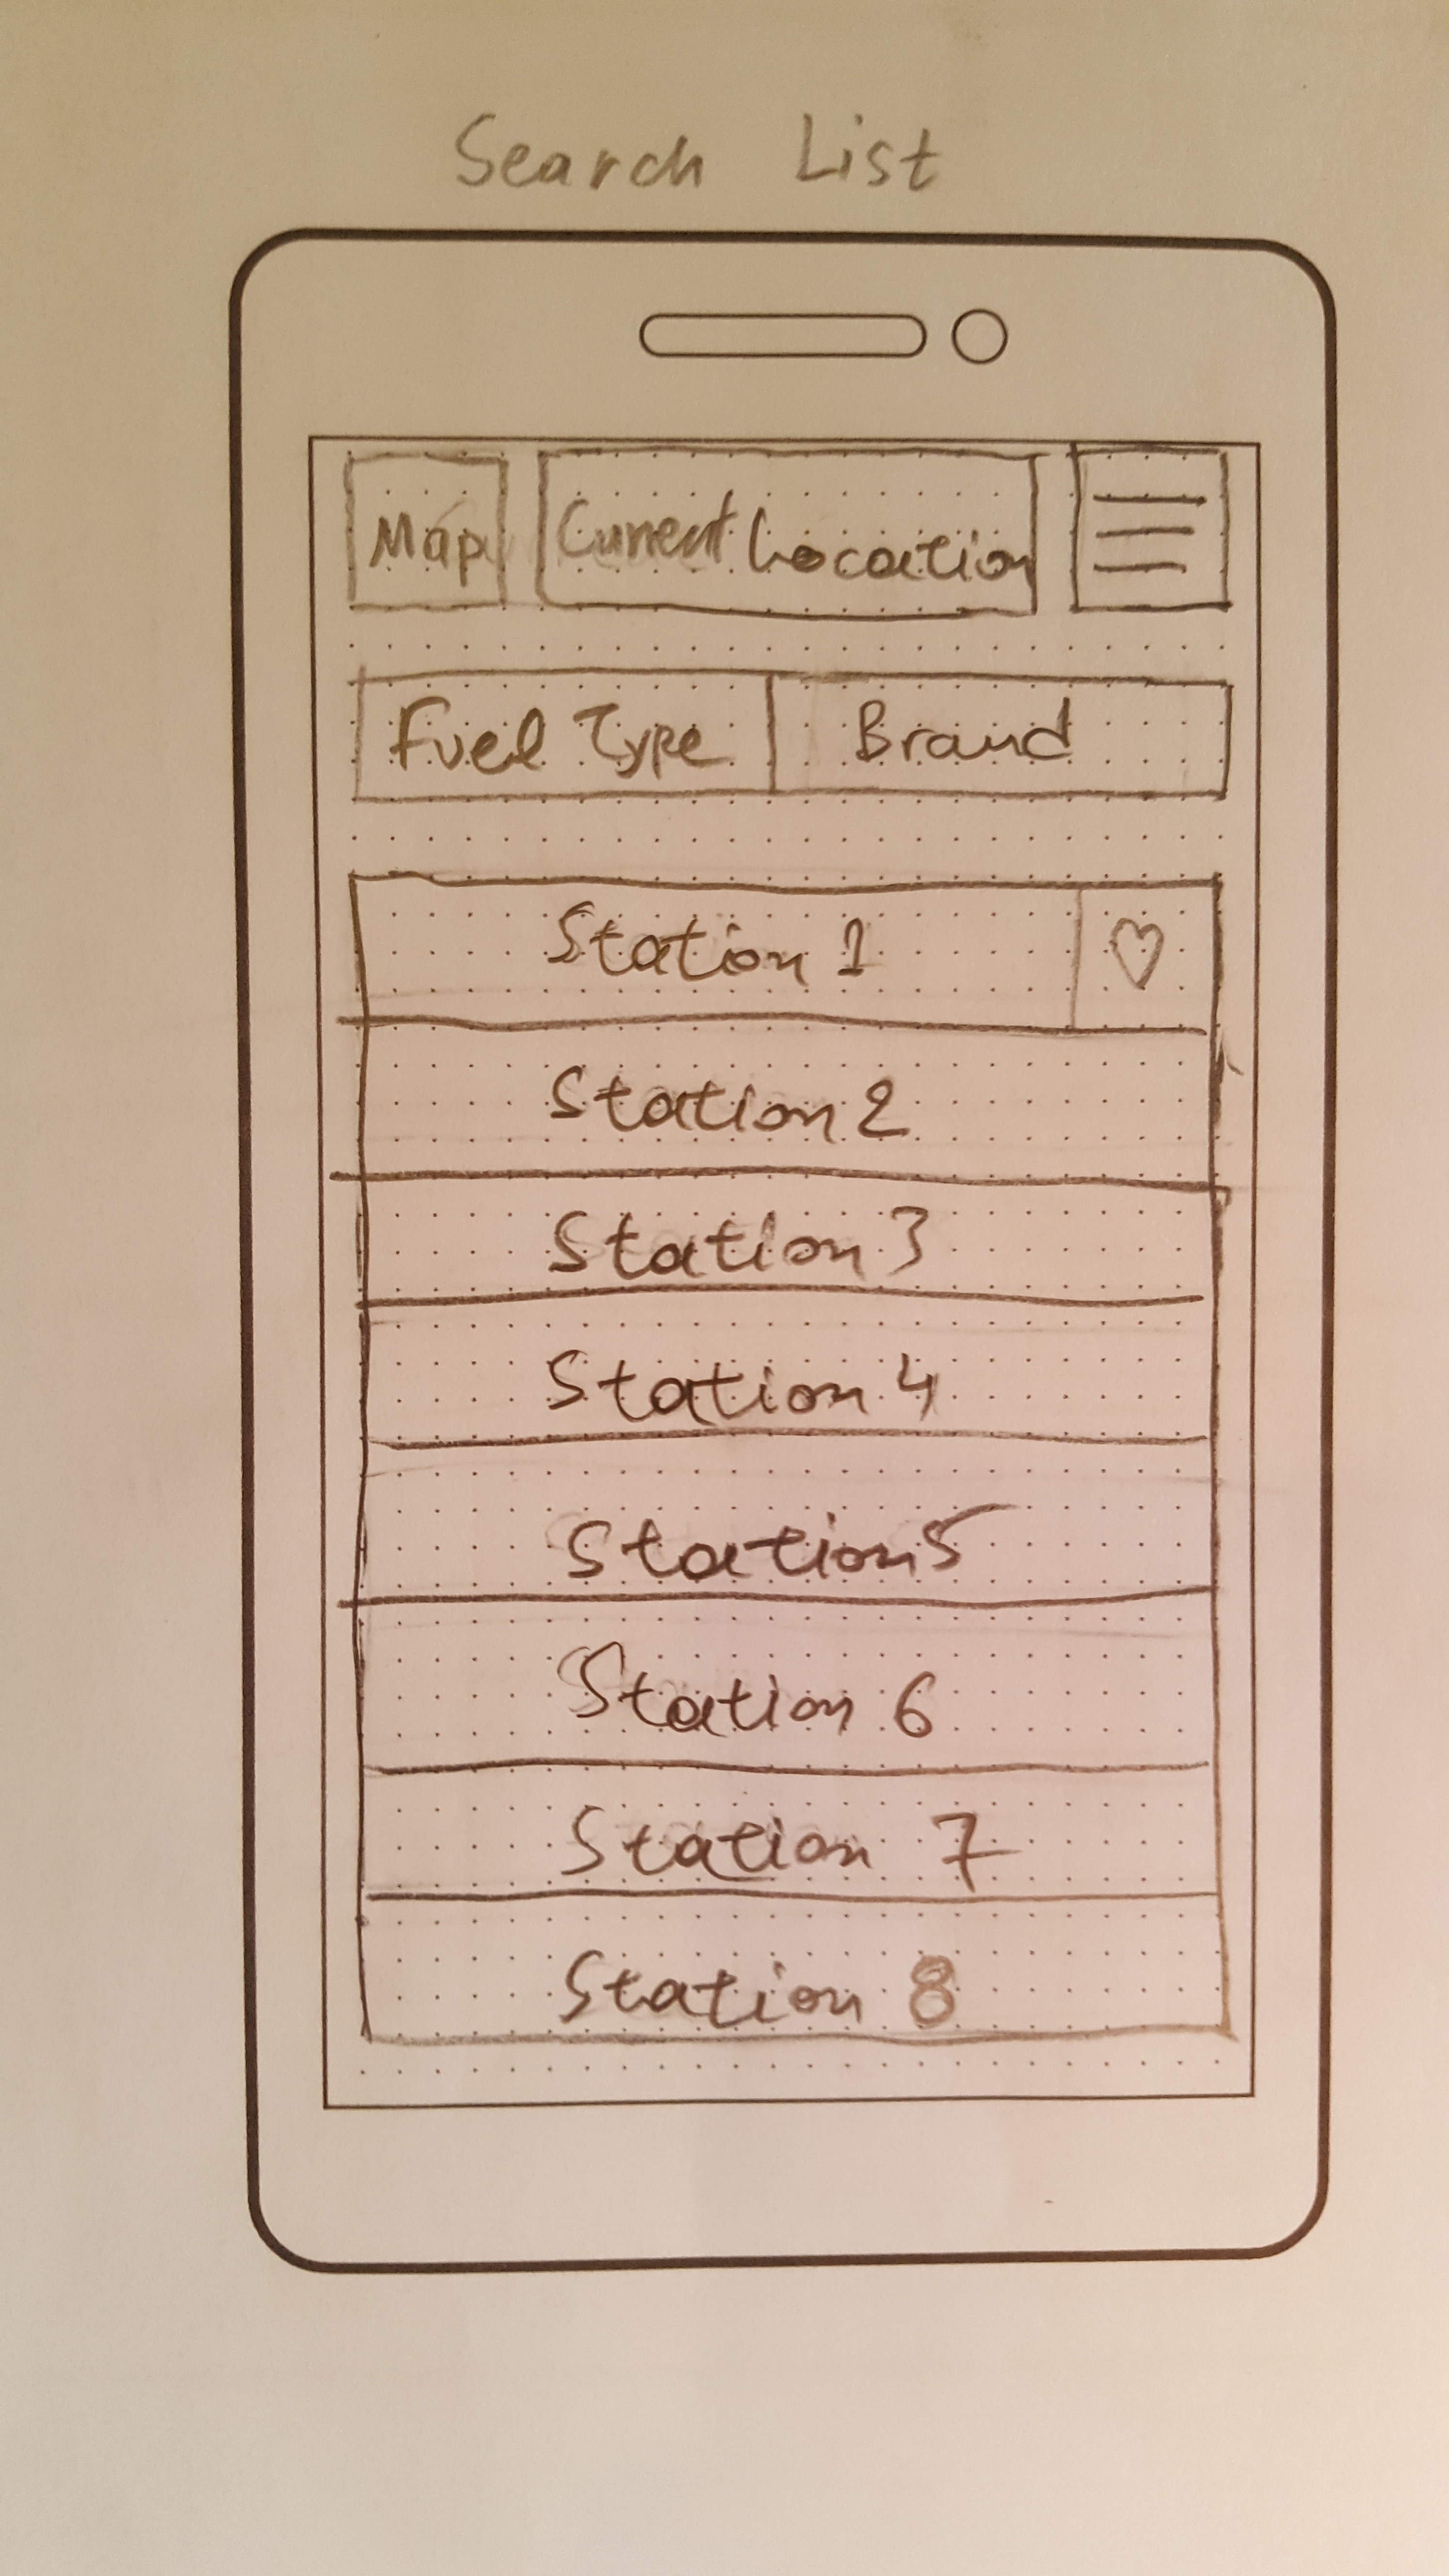 Search List
Map Current Location
Fuel Type Brand
Station 1
Station 2
Station 3
Station 4
Station 5
Station 6
Station 7
Station 8